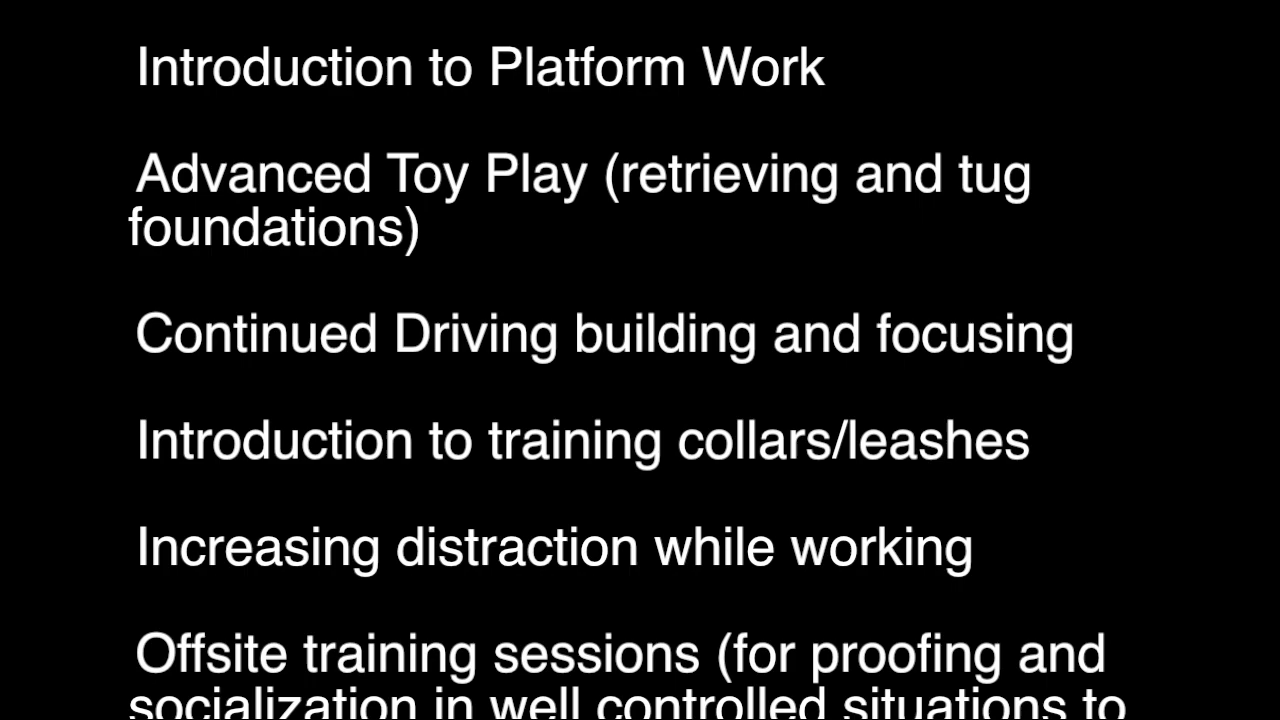 Introduction to Platform Work
Advanced Toy Play (retrieving and tug
foundations)
Continued Driving building and focusing
Introduction to training collars/leashes
Increasing distraction while working
Offsite training sessions (for proofing and
socialization in well controlled situations to